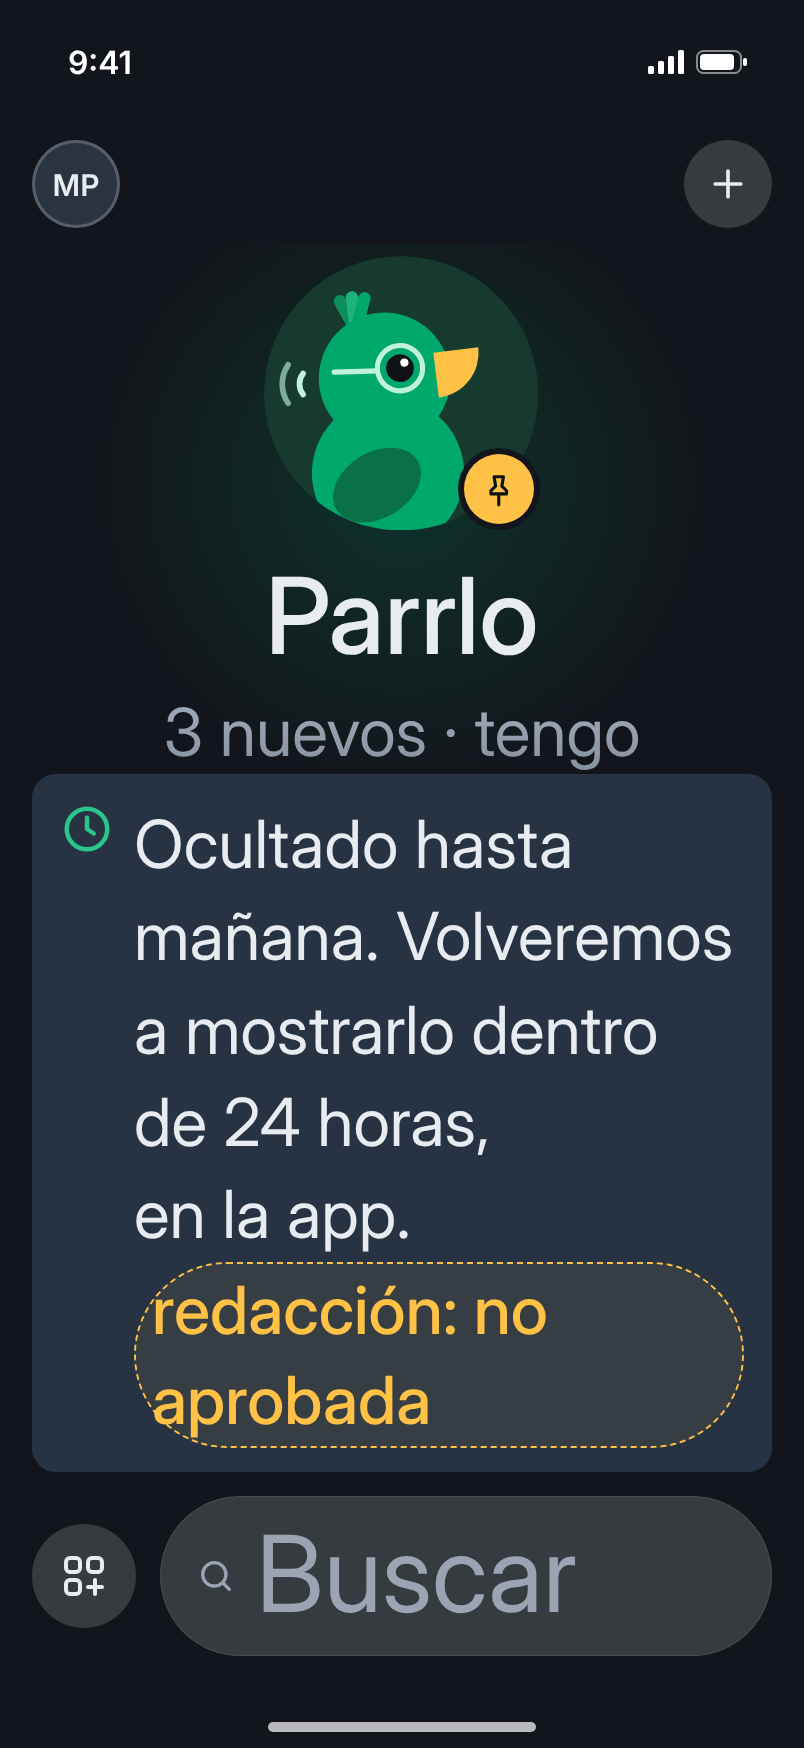 9:41
MP
Parrlo
3 nuevos · tengo
Ocultado hasta
mañana. Volveremos
a mostrarlo dentro
de 24 horas,
en la app.
redacción: no
aprobada
Buscar